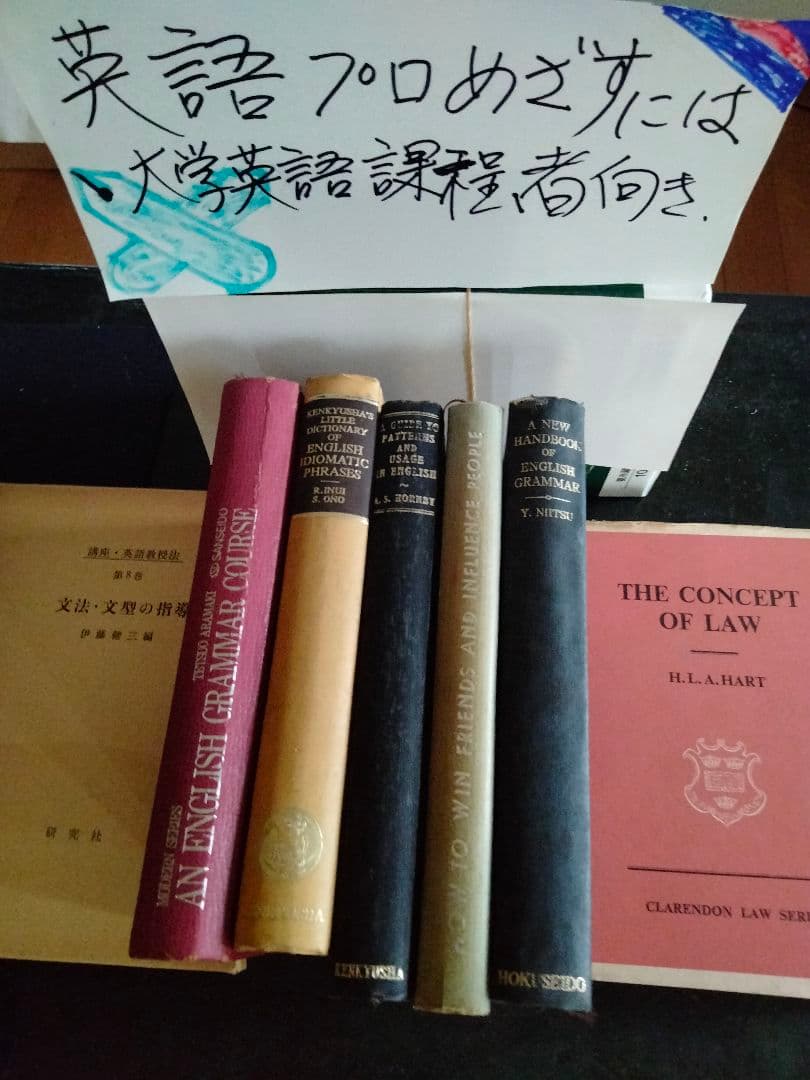 英語プロめざすには
・大学英語課程者向き.
講座・英語教授法
第8巻
文法・文型の指導
伊藤健三編
研究社
MODERN SERIES
AN ENGLISH GRAMMAR COURSE
TETSUO ARAMAKI
SANSEIDO
KENKYUSHA'S
LITTLE
DICTIONARY
OF
ENGLISH
IDIOMATIC
PHRASES
R. INUI
S. ONO
KENKYUSHA
A GUIDE TO
PATTERNS
AND
USAGE
IN ENGLISH
A. S. HORNBY
KENKYUSHA
HOW TO WIN FRIENDS AND INFLUENCE PEOPLE
A NEW
HANDBOOK
OF
ENGLISH
GRAMMAR
Y. NIITSU
HOKUSEIDO
THE CONCEPT
OF LAW
H. L. A. HART
CLARENDON LAW SERI
10